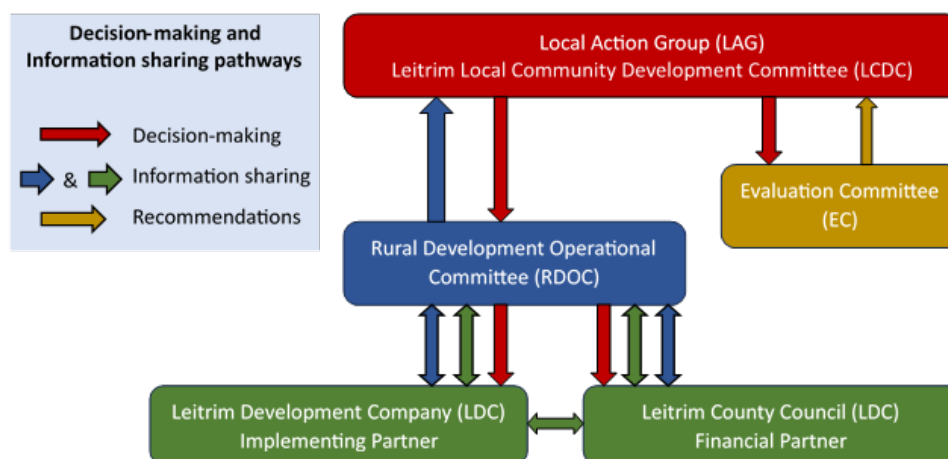 Decision-making and
Information sharing pathways
Decision-making
& Information sharing
Recommendations
Local Action Group (LAG)
Leitrim Local Community Development Committee (LCDC)
Evaluation Committee
(EC)
Rural Development Operational
Committee (RDOC)
Leitrim Development Company (LDC)
Implementing Partner
Leitrim County Council (LDC)
Financial Partner